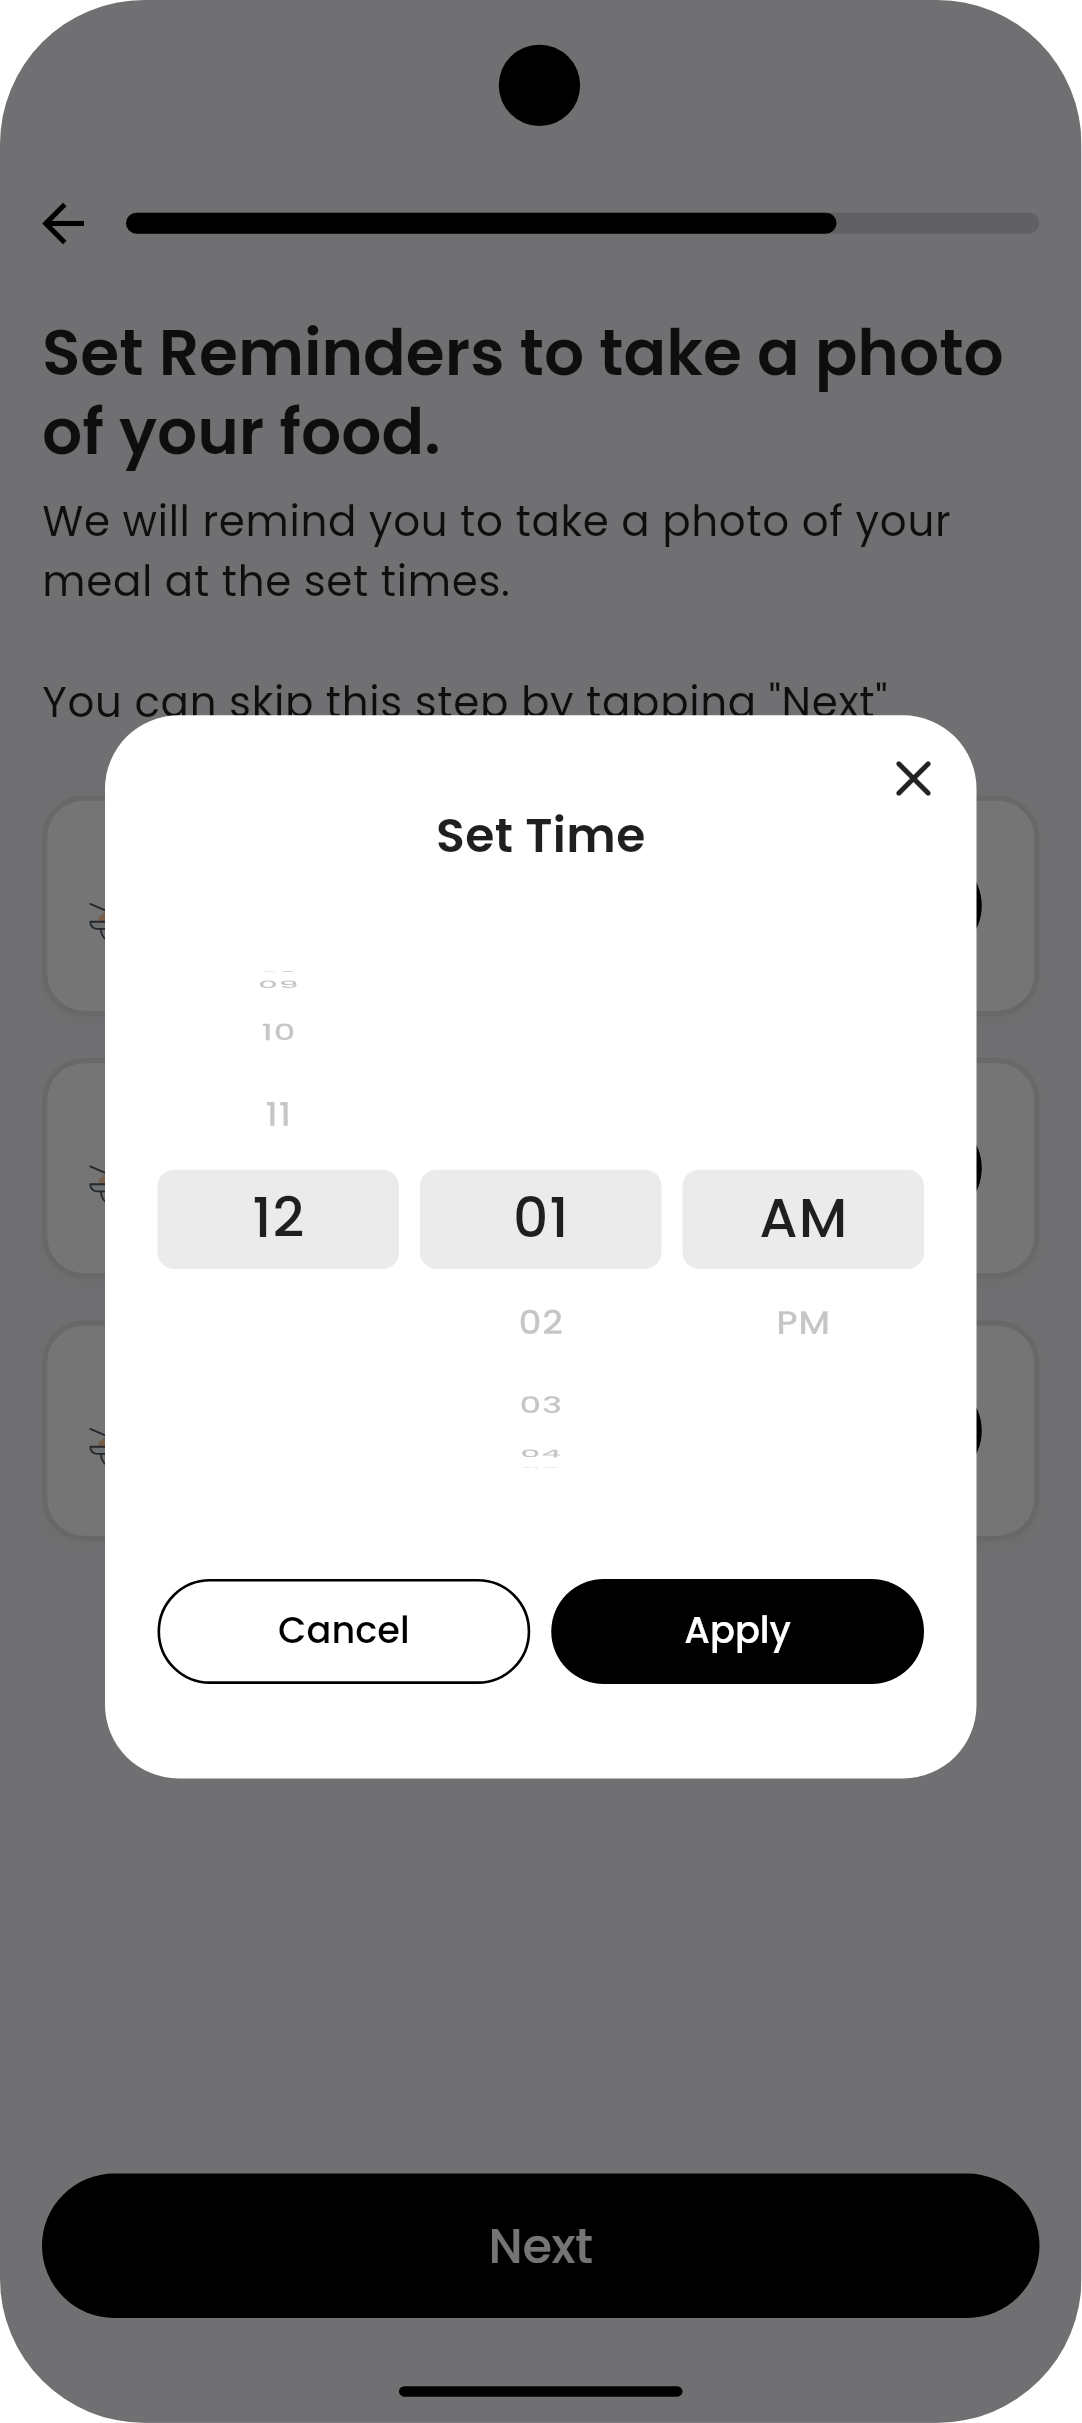 Set Reminders to take a photo
of your food.
We will remind you to take a photo of your
meal at the set times.
You can skip this step by tapping "Next"
Set Time
09
10
11
12 01 AM
02 PM
03
04
Cancel Apply
Next